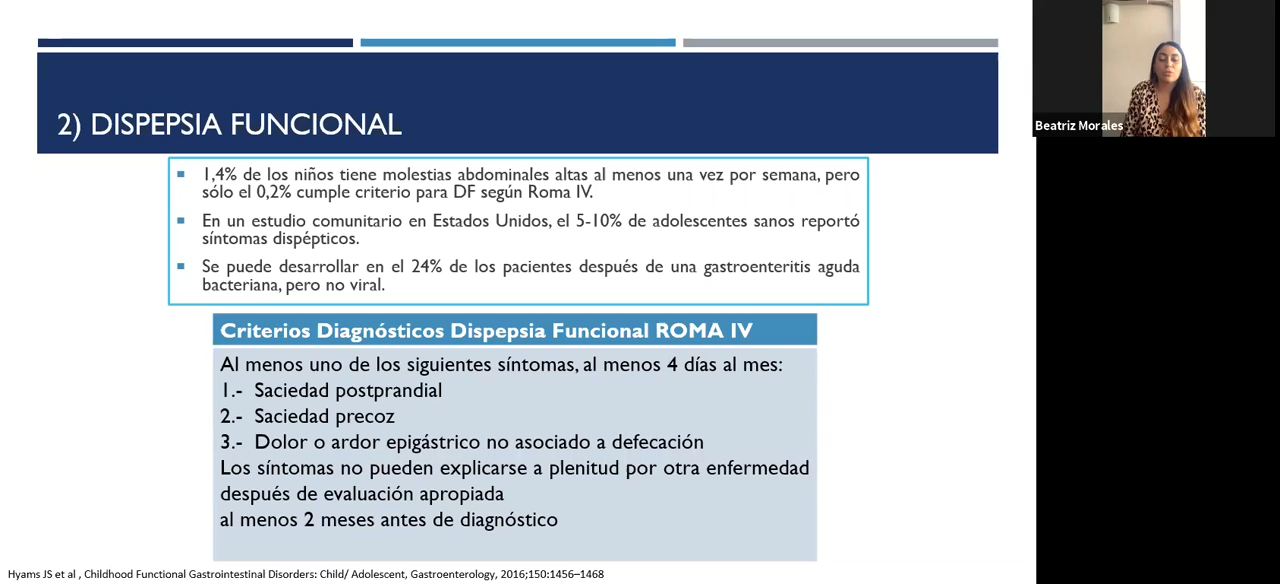 2) DISPEPSIA FUNCIONAL
1,4% de los niños tiene molestias abdominales altas al menos una vez por semana, pero
sólo el 0,2% cumple criterio para DF según Roma IV.
En un estudio comunitario en Estados Unidos, el 5-10% de adolescentes sanos reportó
síntomas dispépticos.
Se puede desarrollar en el 24% de los pacientes después de una gastroenteritis aguda
bacteriana, pero no viral.
Criterios Diagnósticos Dispepsia Funcional ROMA IV
Al menos uno de los siguientes síntomas, al menos 4 días al mes:
1.- Saciedad postprandial
2.- Saciedad precoz
3.- Dolor o ardor epigástrico no asociado a defecación
Los síntomas no pueden explicarse a plenitud por otra enfermedad
después de evaluación apropiada
al menos 2 meses antes de diagnóstico
Hyams JS et al , Childhood Functional Gastrointestinal Disorders: Child/ Adolescent, Gastroenterology, 2016;150:1456–1468
Beatriz Morales